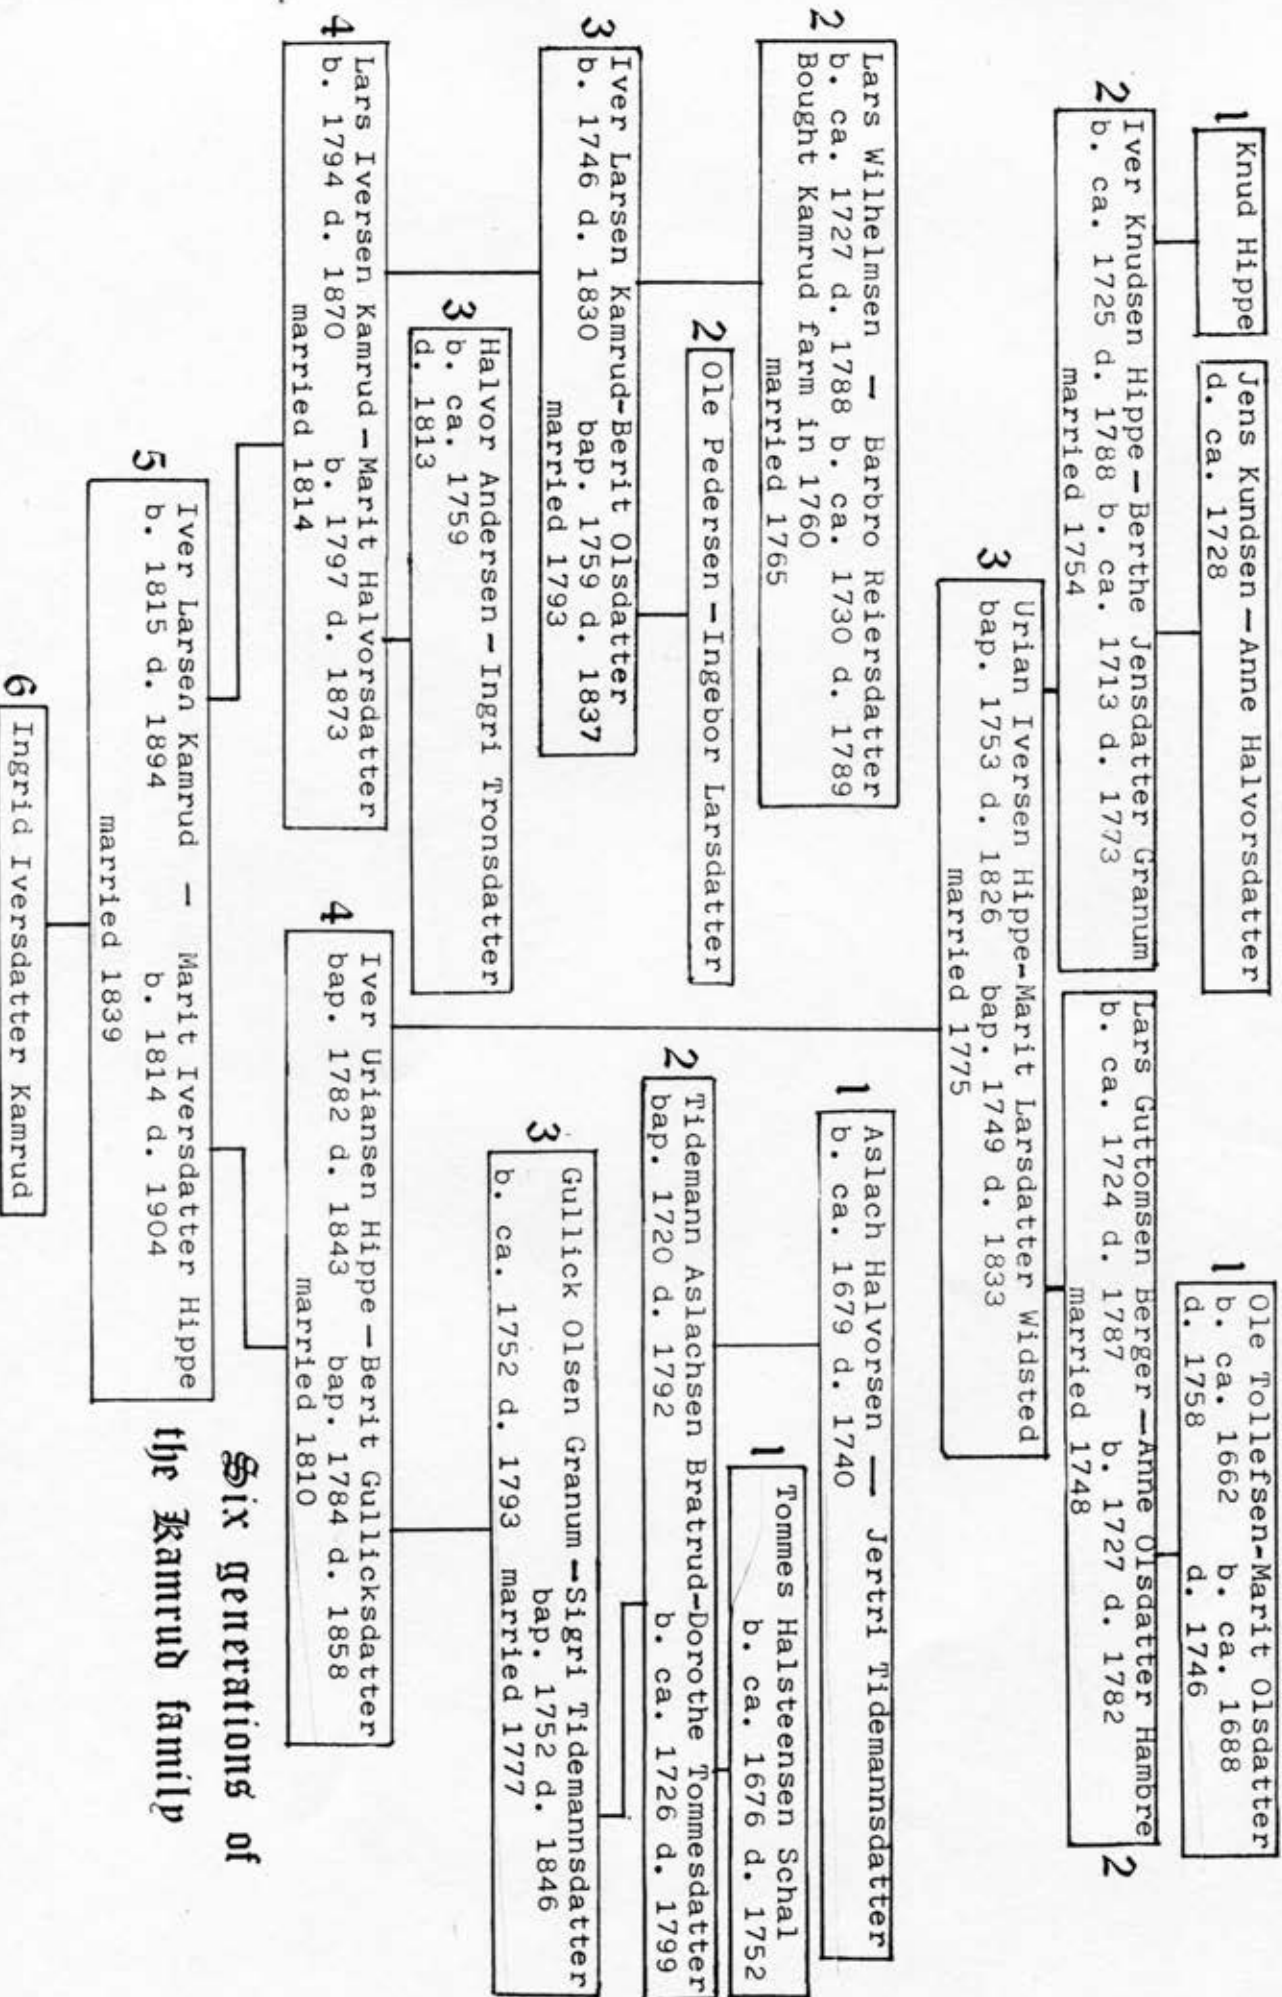 1
Knud Hippe
Jens Kundsen — Anne Halvorsdatter
d. ca. 1728
1
Ole Tollefsen-Marit Olsdatter
b. ca. 1662 b. ca. 1688
d. 1758 d. 1746
2
Iver Knudsen Hippe — Berthe Jensdatter Granum
b. ca. 1725 d. 1788 b. ca. 1713 d. 1773
married 1754
Lars Guttomsen Berger — Anne Olsdatter Hambre
b. ca. 1724 d. 1787 b. 1727 d. 1782
married 1748
2
3
Urian Iversen Hippe-Marit Larsdatter Widsted
bap. 1753 d. 1826 bap. 1749 d. 1833
married 1775
2
Lars Wilhelmsen — Barbro Reiersdatter
b. ca. 1727 d. 1788 b. ca. 1730 d. 1789
Bought Kamrud farm in 1760
married 1765
1
Aslach Halvorsen — Jertri Tidemannsdatter
b. ca. 1679 d. 1740
1
Tommes Halsteensen Schal
b. ca. 1676 d. 1752
2
Ole Pedersen — Ingebor Larsdatter
2
Tidemann Aslachsen Bratrud-Dorothe Tommesdatter
bap. 1720 d. 1792 b. ca. 1726 d. 1799
3
Iver Larsen Kamrud-Berit Olsdatter
b. 1746 d. 1830 bap. 1759 d. 1837
married 1793
3
Gullick Olsen Granum — Sigri Tidemannsdatter
bap. 1752 d. 1846
b. ca. 1752 d. 1793 married 1777
3
Halvor Andersen — Ingri Tronsdatter
b. ca. 1759
d. 1813
4
Lars Iversen Kamrud — Marit Halvorsdatter
b. 1794 d. 1870 b. 1797 d. 1873
married 1814
4
Iver Uriansen Hippe — Berit Gullicksdatter
bap. 1782 d. 1843 bap. 1784 d. 1858
married 1810
5
Iver Larsen Kamrud — Marit Iversdatter Hippe
b. 1815 d. 1894 b. 1814 d. 1904
married 1839
6
Ingrid Iversdatter Kamrud
Six generations of
the Kamrud family